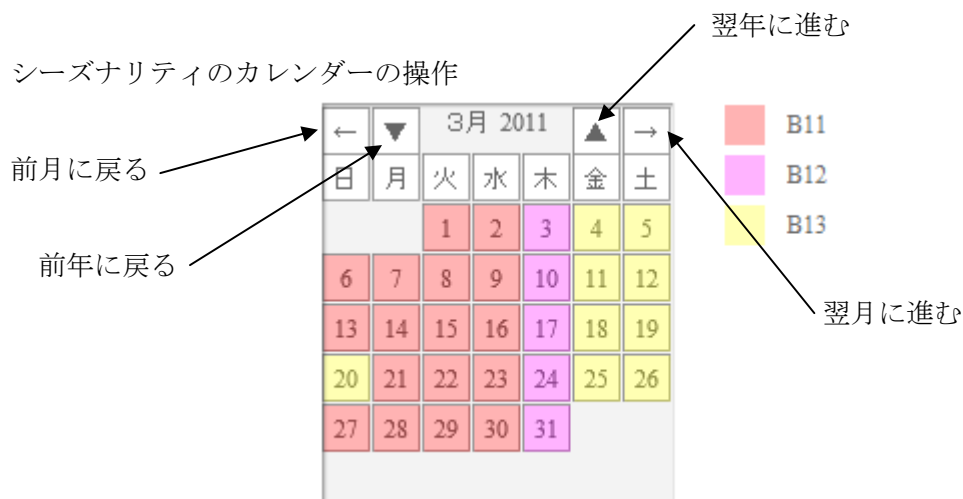 翌年に進む
シーズナリティのカレンダーの操作
← ▼ 3月 2011 ▲ →
日 月 火 水 木 金 土
1 2 3 4 5
6 7 8 9 10 11 12
13 14 15 16 17 18 19
20 21 22 23 24 25 26
27 28 29 30 31
B11
B12
B13
前月に戻る
前年に戻る
翌月に進む